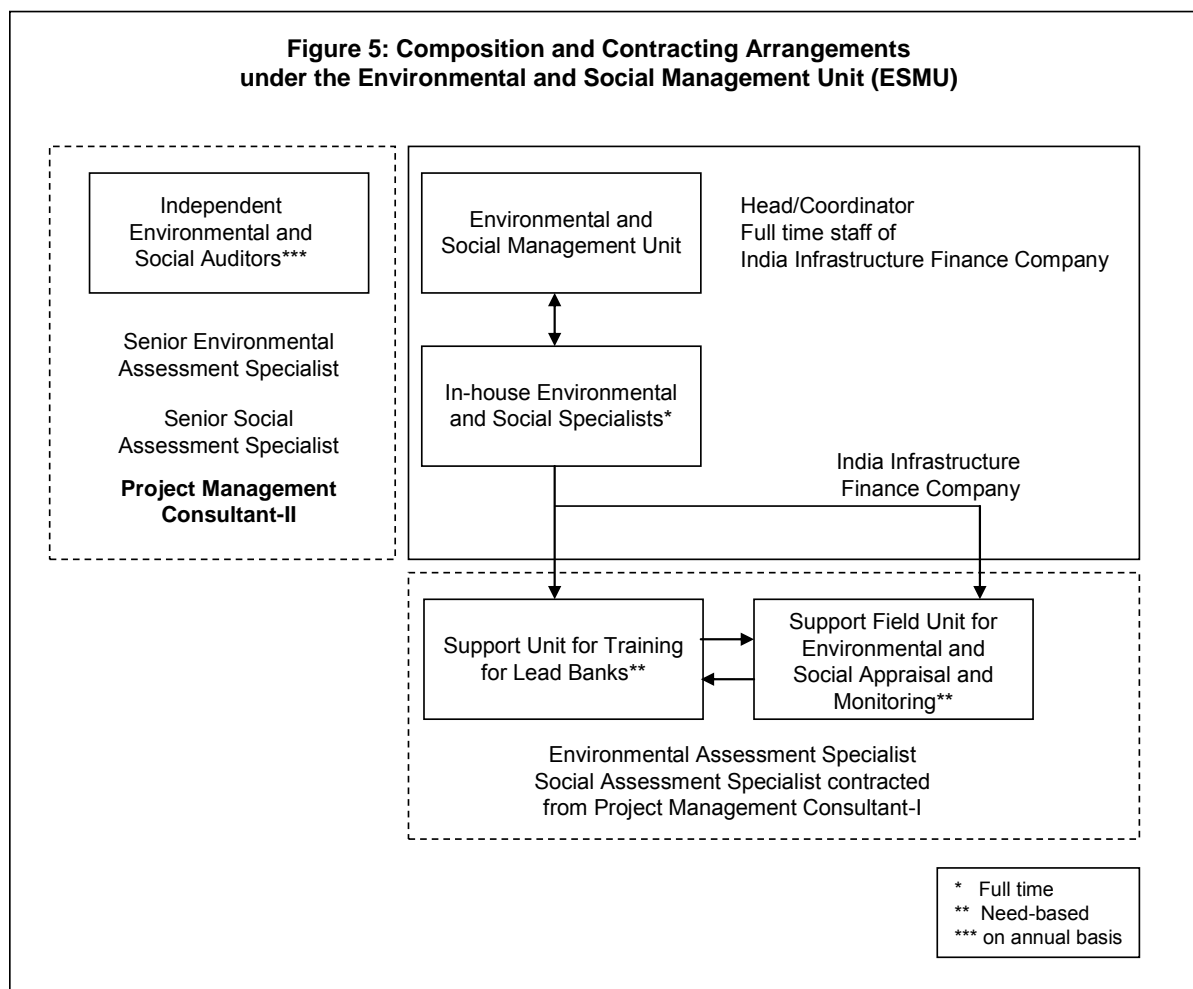 Figure 5: Composition and Contracting Arrangements
under the Environmental and Social Management Unit (ESMU)
Independent
Environmental and
Social Auditors***
Senior Environmental
Assessment Specialist
Senior Social
Assessment Specialist
Project Management
Consultant-II
Environmental and
Social Management Unit
Head/Coordinator
Full time staff of
India Infrastructure Finance Company
In-house Environmental
and Social Specialists*
India Infrastructure
Finance Company
Support Unit for Training
for Lead Banks**
Support Field Unit for
Environmental and
Social Appraisal and
Monitoring**
Environmental Assessment Specialist
Social Assessment Specialist contracted
from Project Management Consultant-I
* Full time
** Need-based
*** on annual basis